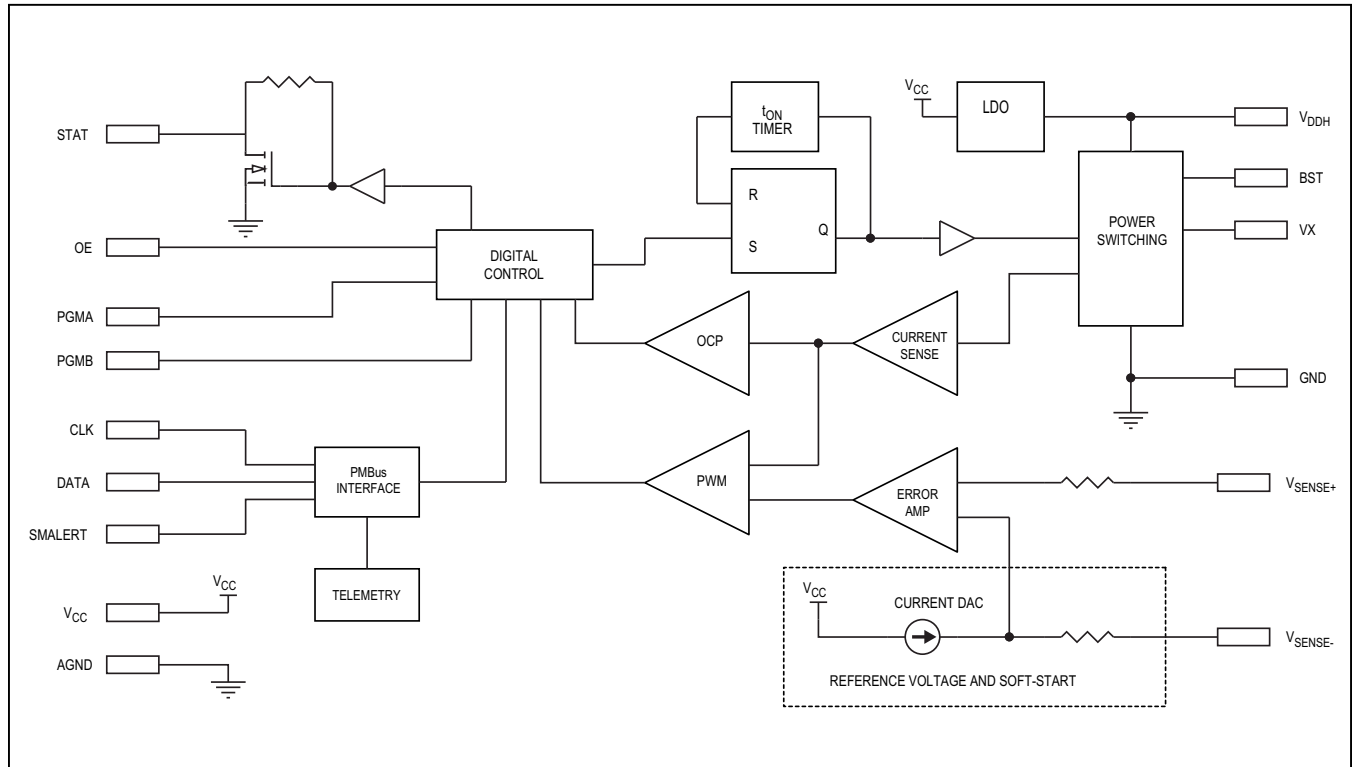 STAT
OE
PGMA
PGMB
CLK
DATA
SMALERT
VCC
VCC
AGND
DIGITAL
CONTROL
PMBus
INTERFACE
TELEMETRY
tON
TIMER
R
S
Q
VCC
LDO
POWER
SWITCHING
OCP
CURRENT
SENSE
PWM
ERROR
AMP
VCC
CURRENT DAC
REFERENCE VOLTAGE AND SOFT-START
VDDH
BST
VX
GND
VSENSE+
VSENSE-